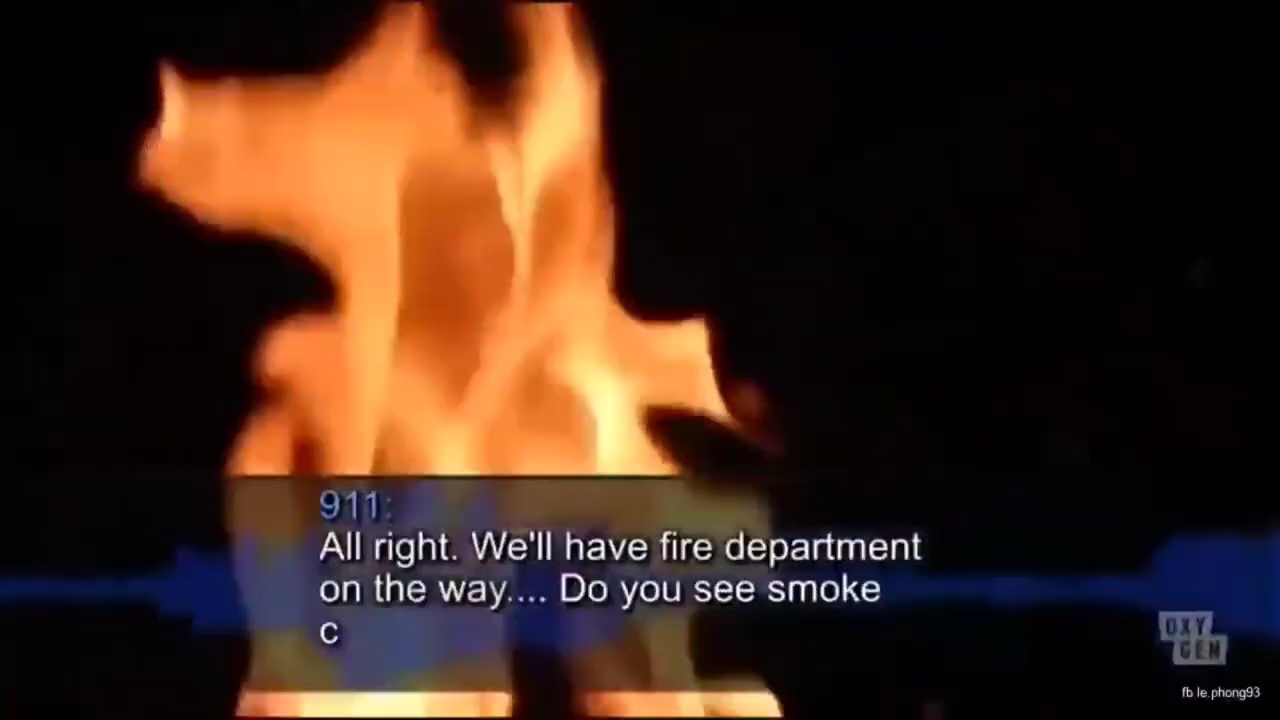 911:
All right. We'll have fire department
on the way.... Do you see smoke
c
OXY
GEN
fb le.phong93